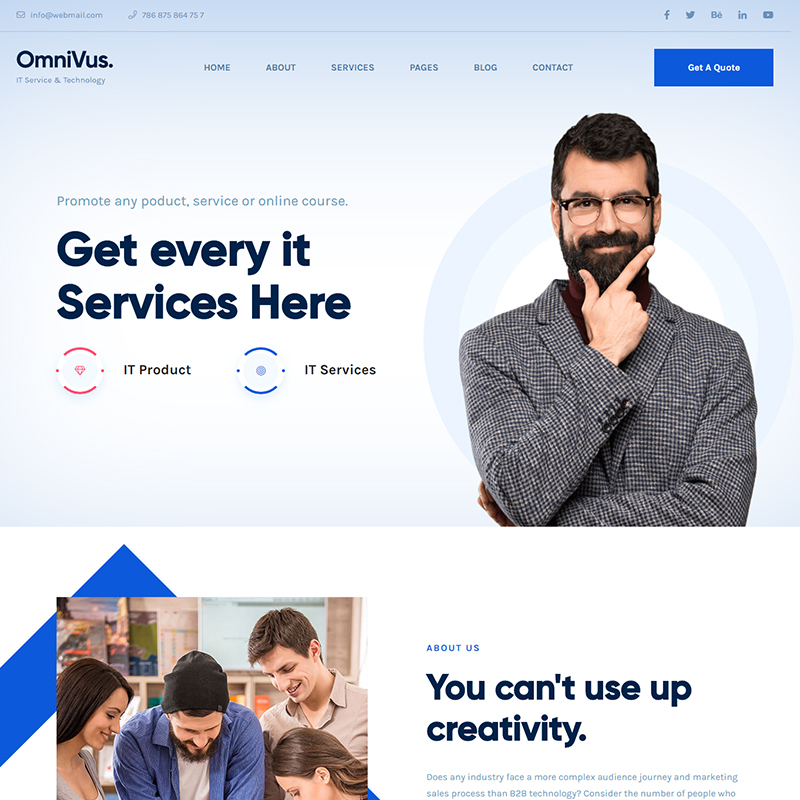 info@webmail.com
786 875 864 75 7
OmniVus.
IT Service & Technology
HOME
ABOUT
SERVICES
PAGES
BLOG
CONTACT
Get A Quote
Promote any poduct, service or online course.
Get every it
Services Here
IT Product
IT Services
ABOUT US
You can't use up
creativity.
Does any industry face a more complex audience journey and marketing
sales process than B2B technology? Consider the number of people who